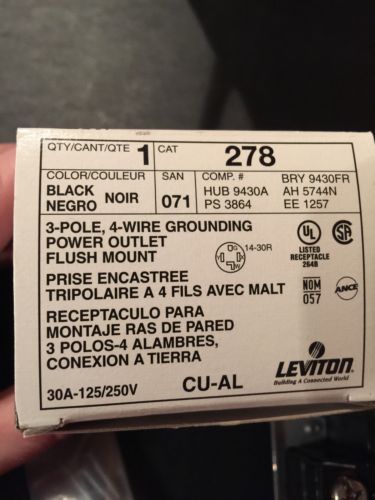 QTY/CANT/QTE 1 CAT 278
COLOR/COULEUR SAN COMP. # BRY 9430FR
BLACK NOIR 071 HUB 9430A AH 5744N
NEGRO PS 3864 EE 1257
3-POLE, 4-WIRE GROUNDING
POWER OUTLET
FLUSH MOUNT
G 14-30R
UL
LISTED
RECEPTACLE
264B
SA
PRISE ENCASTREE
TRIPOLAIRE A 4 FILS AVEC MALT
NOM
057
ANCE
RECEPTACULO PARA
MONTAJE RAS DE PARED
3 POLOS-4 ALAMBRES,
CONEXION A TIERRA
LEVITON
Building A Connected World
30A-125/250V CU-AL